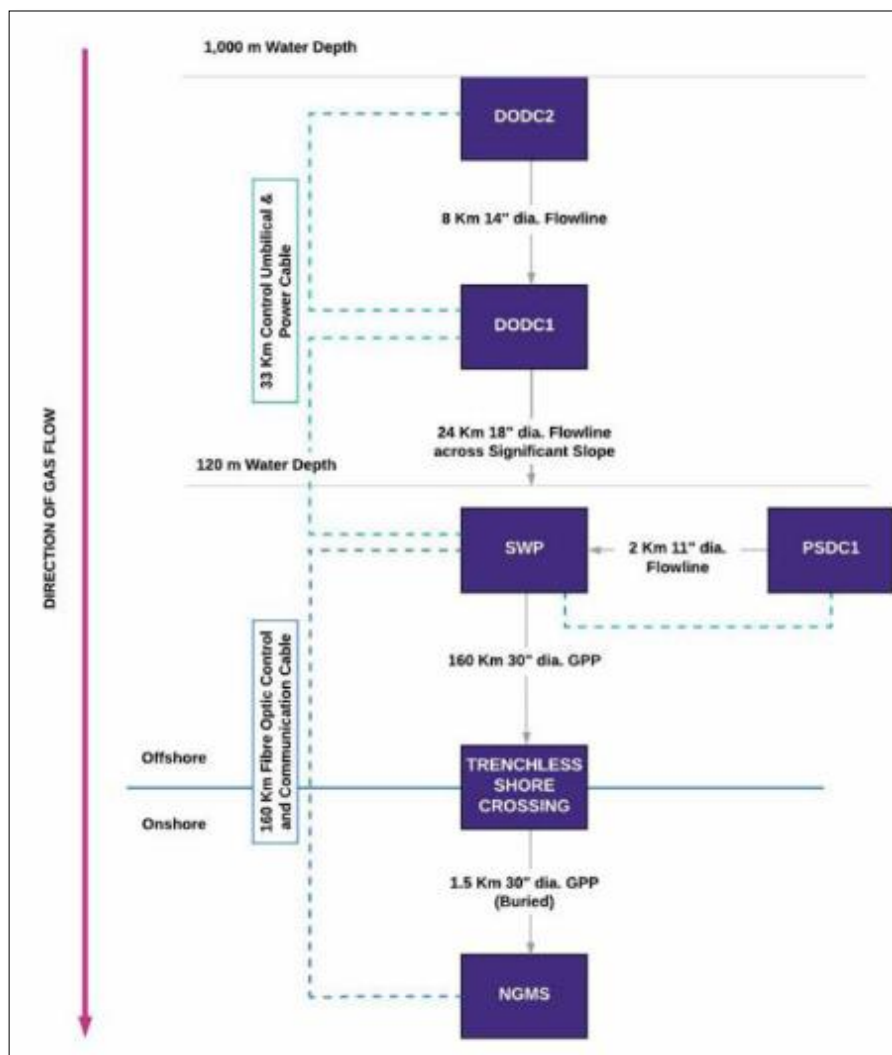 1,000 m Water Depth
DODC2
8 Km 14" dia. Flowline
33 Km Control Umbilical &
Power Cable
DODC1
24 Km 18" dia. Flowline
across Significant Slope
120 m Water Depth
DIRECTION OF GAS FLOW
SWP
2 Km 11" dia.
Flowline
PSDC1
160 Km 30" dia. GPP
160 Km Fibre Optic Control
and Communication Cable
Offshore
TRENCHLESS
SHORE
CROSSING
Onshore
1.5 Km 30" dia. GPP
(Buried)
NGMS